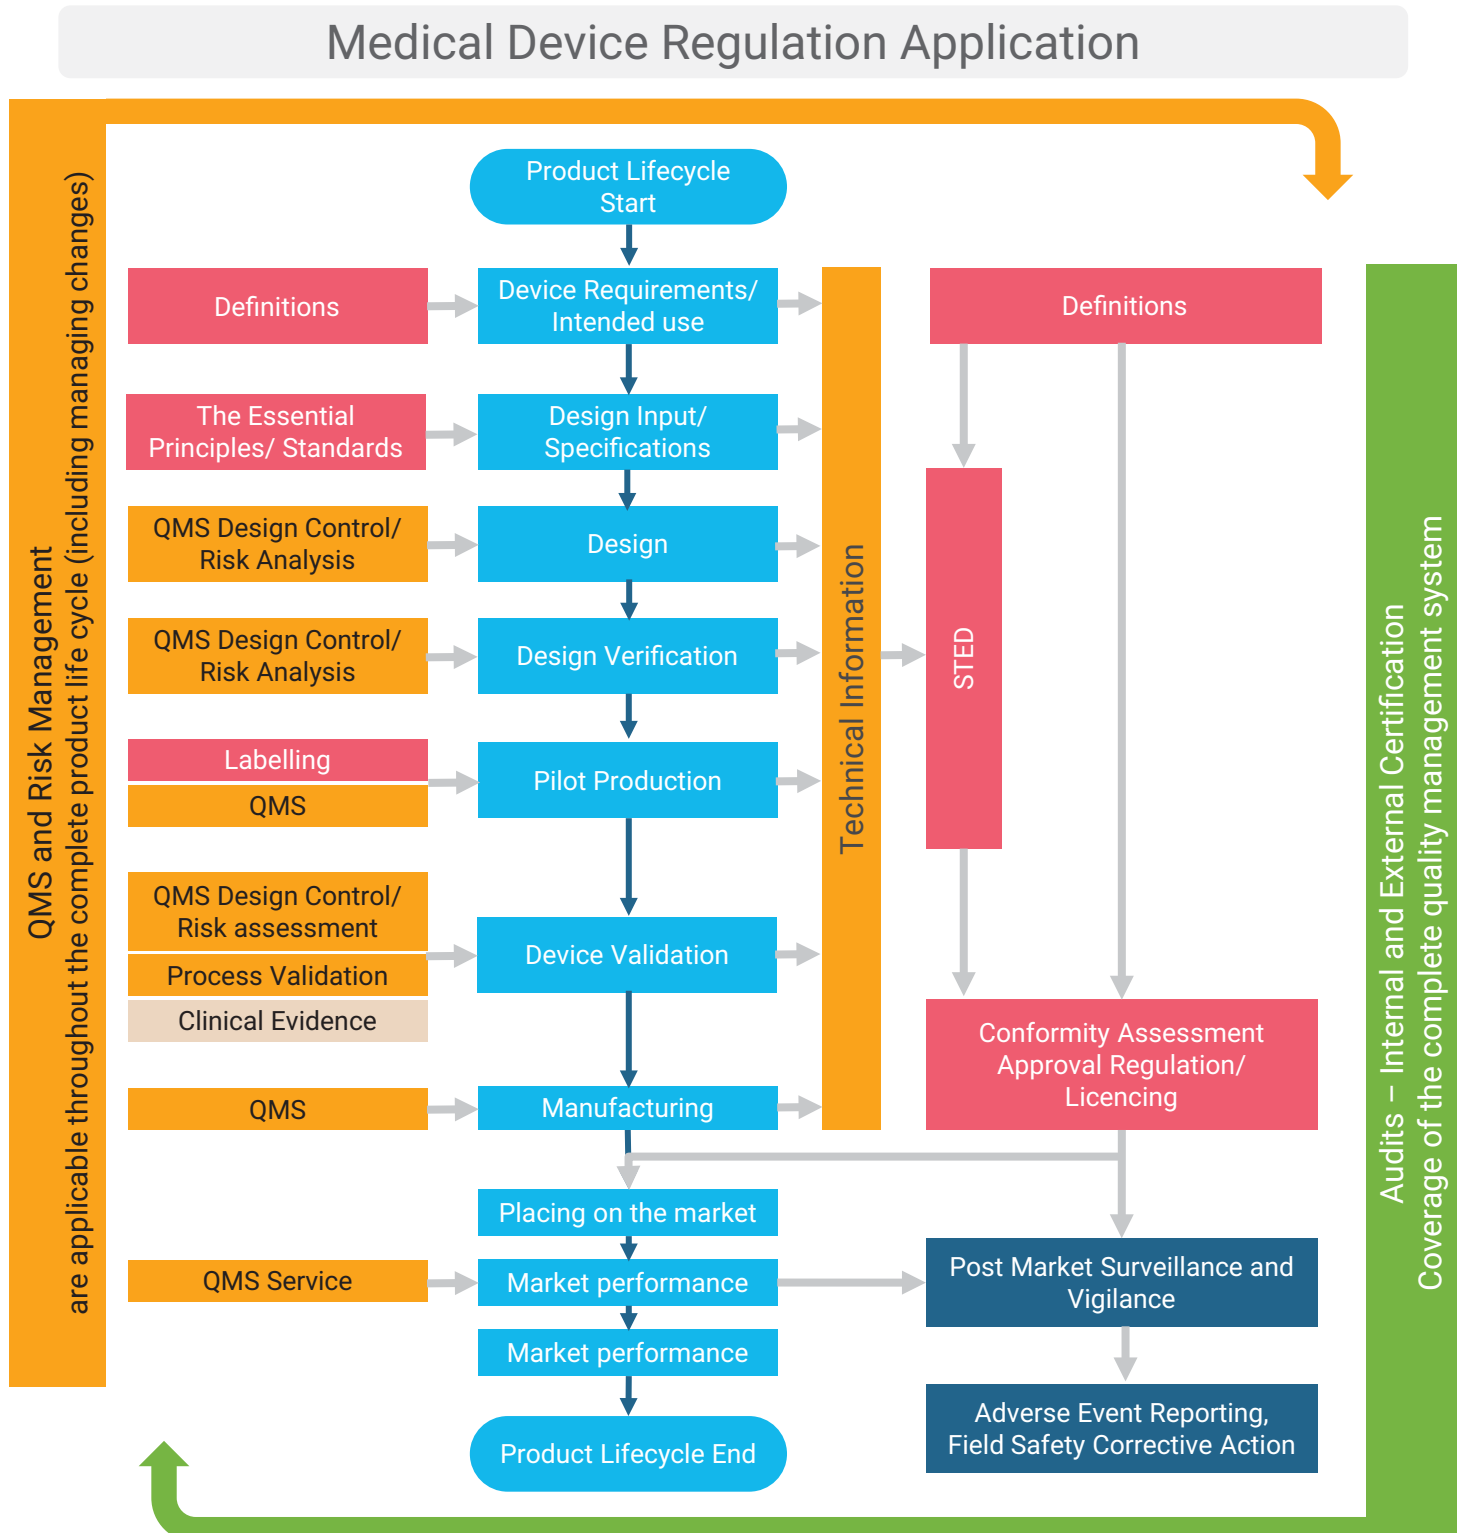 Medical Device Regulation Application
QMS and Risk Management
are applicable throughout the complete product life cycle (including managing changes)
Product Lifecycle
Start
Definitions
Device Requirements/
Intended use
Definitions
The Essential
Principles/ Standards
Design Input/
Specifications
QMS Design Control/
Risk Analysis
Design
QMS Design Control/
Risk Analysis
Design Verification
Technical Information
STED
Labelling
QMS
Pilot Production
QMS Design Control/
Risk assessment
Process Validation
Clinical Evidence
Device Validation
Conformity Assessment
Approval Regulation/
Licencing
QMS
Manufacturing
Placing on the market
QMS Service
Market performance
Post Market Surveillance and
Vigilance
Market performance
Adverse Event Reporting,
Field Safety Corrective Action
Product Lifecycle End
Audits – Internal and External Certification
Coverage of the complete quality management system